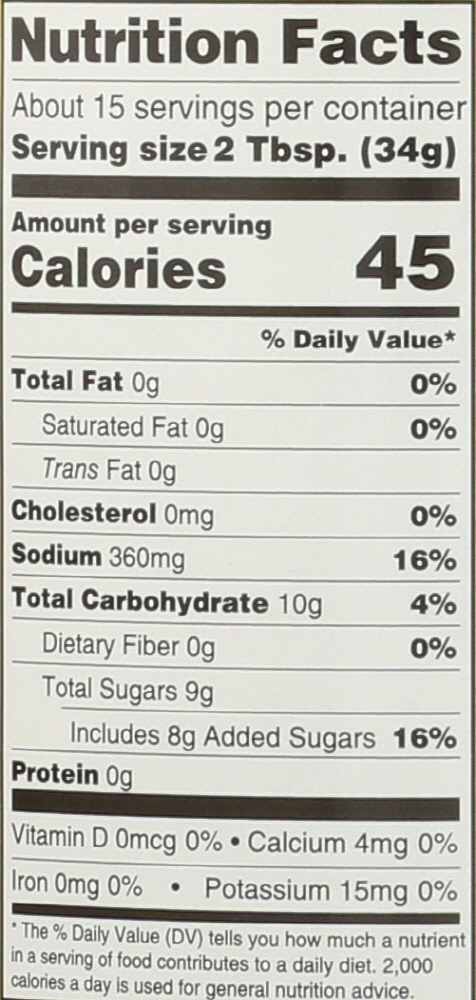 Nutrition Facts
About 15 servings per container
Serving size 2 Tbsp. (34g)
Amount per serving
Calories 45
% Daily Value*
Total Fat 0g 0%
Saturated Fat 0g 0%
Trans Fat 0g
Cholesterol 0mg 0%
Sodium 360mg 16%
Total Carbohydrate 10g 4%
Dietary Fiber 0g 0%
Total Sugars 9g
Includes 8g Added Sugars 16%
Protein 0g
Vitamin D 0mcg 0% • Calcium 4mg 0%
Iron 0mg 0% • Potassium 15mg 0%
* The % Daily Value (DV) tells you how much a nutrient
in a serving of food contributes to a daily diet. 2,000
calories a day is used for general nutrition advice.